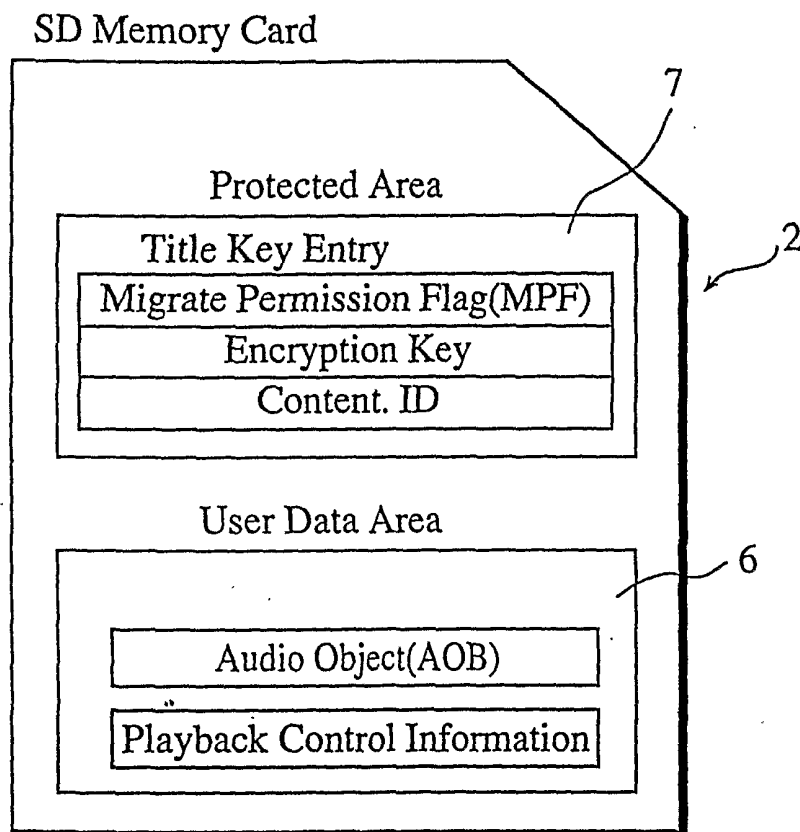 SD Memory Card
7
Protected Area
2
Title Key Entry
Migrate Permission Flag(MPF)
Encryption Key
Content. ID
User Data Area
6
Audio Object(AOB)
Playback Control Information